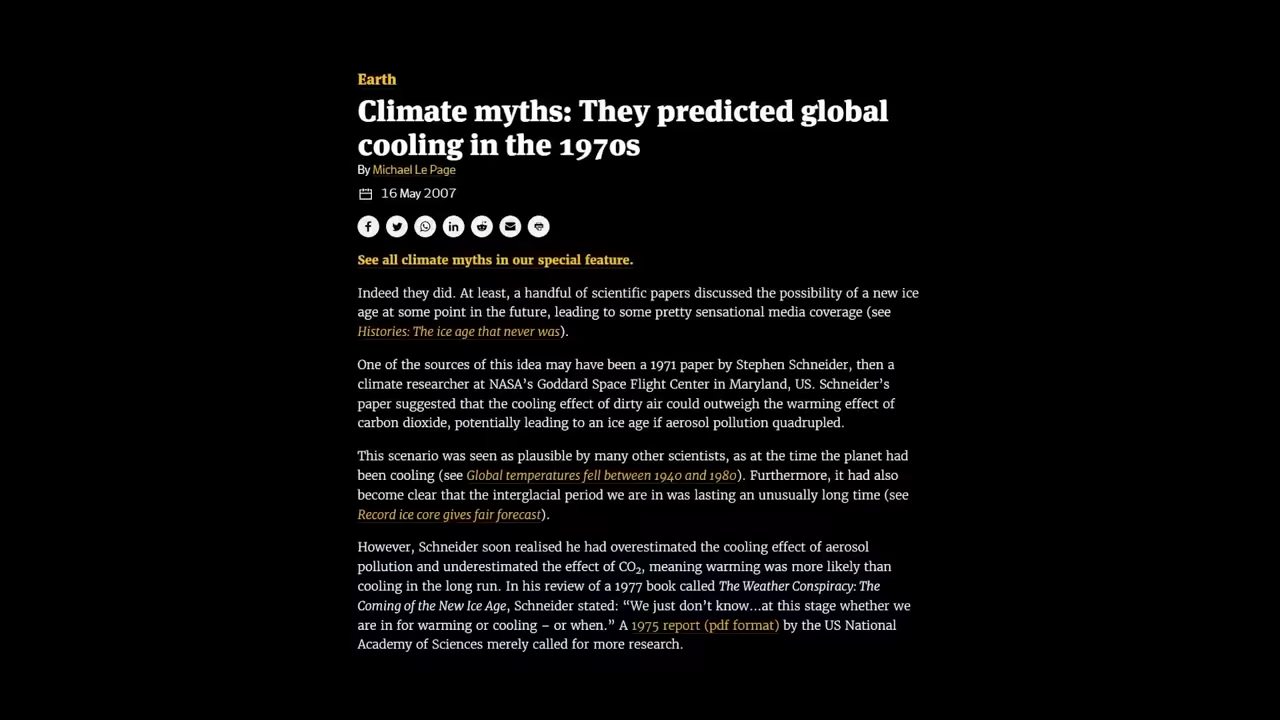 Earth
Climate myths: They predicted global
cooling in the 1970s
By Michael Le Page
16 May 2007
See all climate myths in our special feature.
Indeed they did. At least, a handful of scientific papers discussed the possibility of a new ice
age at some point in the future, leading to some pretty sensational media coverage (see
Histories: The ice age that never was).
One of the sources of this idea may have been a 1971 paper by Stephen Schneider, then a
climate researcher at NASA’s Goddard Space Flight Center in Maryland, US. Schneider’s
paper suggested that the cooling effect of dirty air could outweigh the warming effect of
carbon dioxide, potentially leading to an ice age if aerosol pollution quadrupled.
This scenario was seen as plausible by many other scientists, as at the time the planet had
been cooling (see Global temperatures fell between 1940 and 1980). Furthermore, it had also
become clear that the interglacial period we are in was lasting an unusually long time (see
Record ice core gives fair forecast).
However, Schneider soon realised he had overestimated the cooling effect of aerosol
pollution and underestimated the effect of CO₂, meaning warming was more likely than
cooling in the long run. In his review of a 1977 book called The Weather Conspiracy: The
Coming of the New Ice Age, Schneider stated: “We just don’t know…at this stage whether we
are in for warming or cooling – or when.” A 1975 report (pdf format) by the US National
Academy of Sciences merely called for more research.